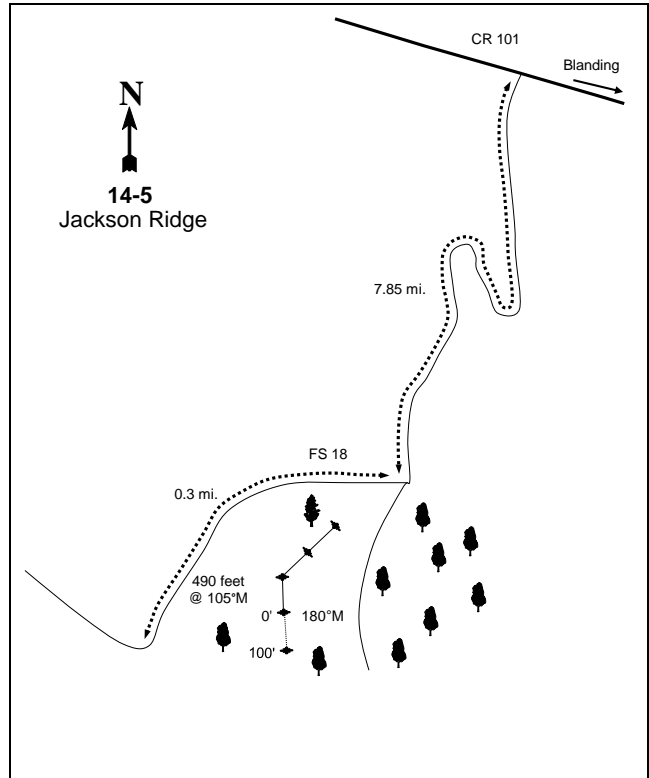 CR 101
Blanding
N
14-5
Jackson Ridge
7.85 mi.
FS 18
0.3 mi.
490 feet
@ 105°M
0' 180°M
100'